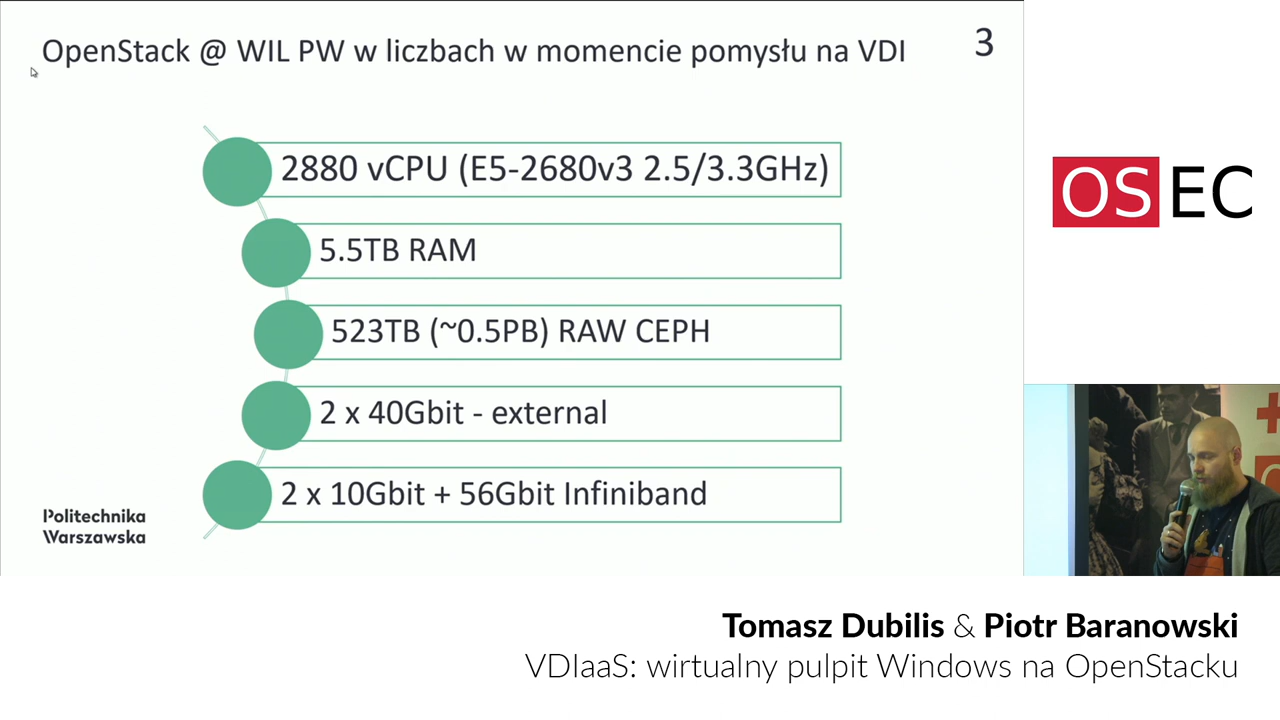 OpenStack @ WIL PW w liczbach w momencie pomysłu na VDI
3
2880 vCPU (E5-2680v3 2.5/3.3GHz)
5.5TB RAM
523TB (~0.5PB) RAW CEPH
2 x 40Gbit - external
2 x 10Gbit + 56Gbit Infiniband
Politechnika
Warszawska
OSEC
Tomasz Dubilis & Piotr Baranowski
VDIaaS: wirtualny pulpit Windows na OpenStacku